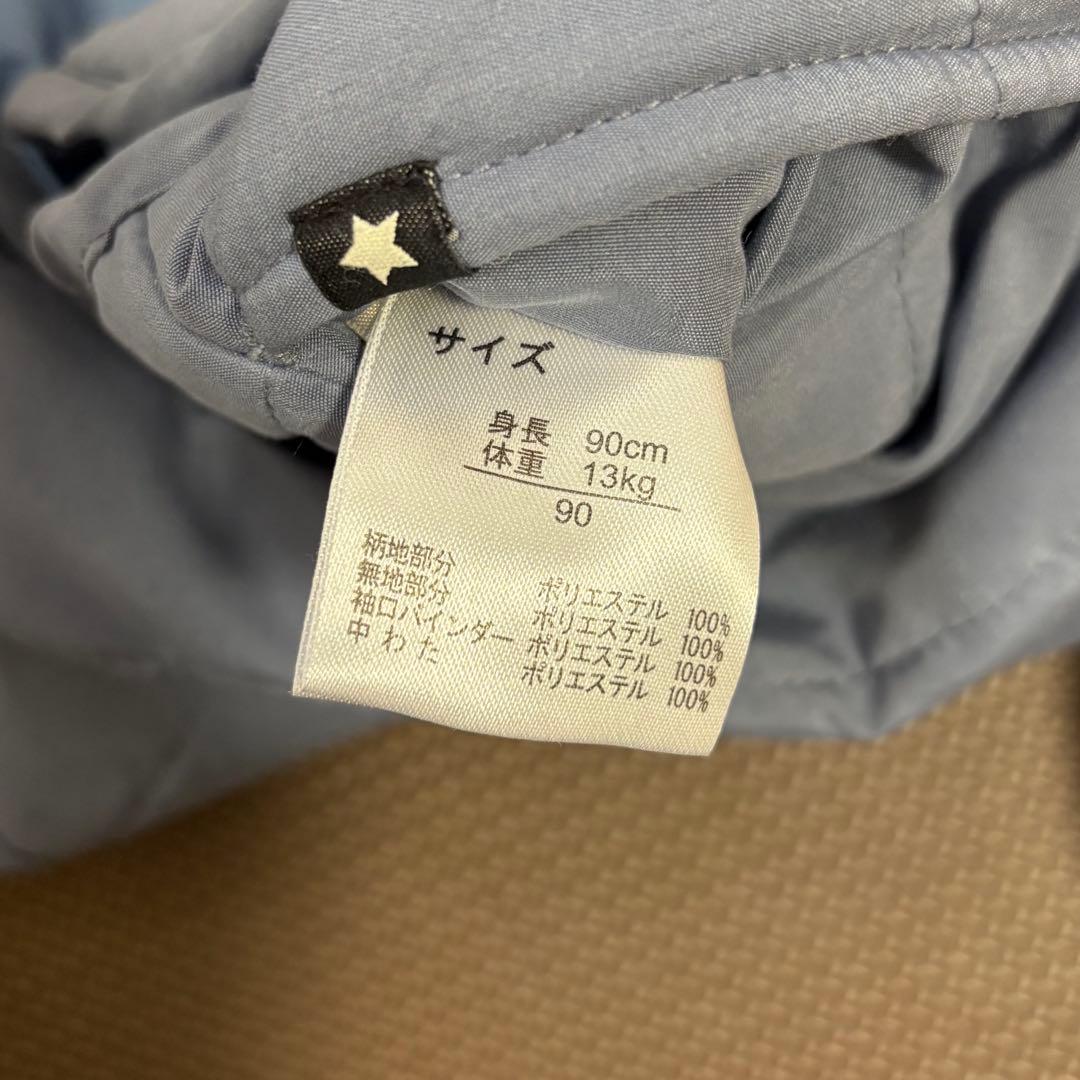 サイズ
身長 90cm
体重 13kg
90
柄地部分 ポリエステル 100%
無地部分 ポリエステル 100%
袖口バインダー ポリエステル 100%
中わた ポリエステル 100%